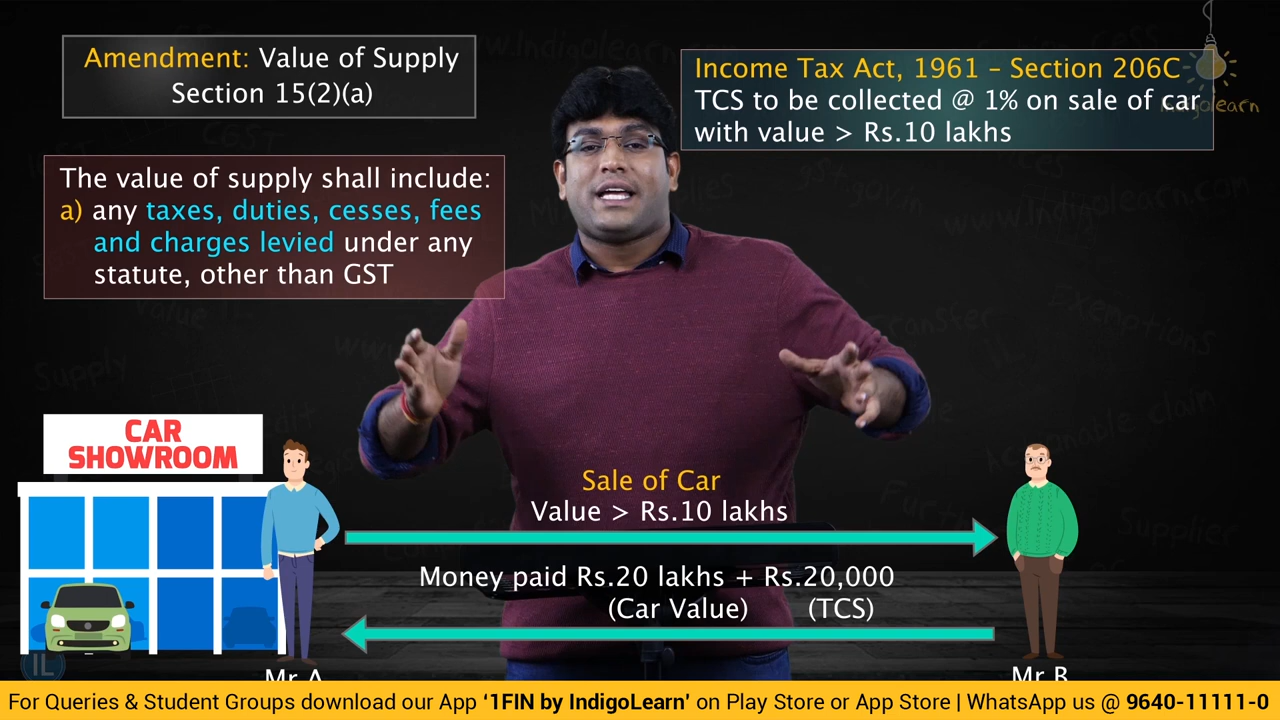 Amendment: Value of Supply
Section 15(2)(a)
Income Tax Act, 1961 – Section 206C
TCS to be collected @ 1% on sale of car
with value > Rs.10 lakhs
The value of supply shall include:
a) any taxes, duties, cesses, fees
and charges levied under any
statute, other than GST
CAR
SHOWROOM
Sale of Car
Value > Rs.10 lakhs
Money paid Rs.20 lakhs + Rs.20,000
(Car Value) (TCS)
IL
Mr A
Mr B
For Queries & Student Groups download our App ‘1FIN by IndigoLearn’ on Play Store or App Store | WhatsApp us @ 9640-11111-0